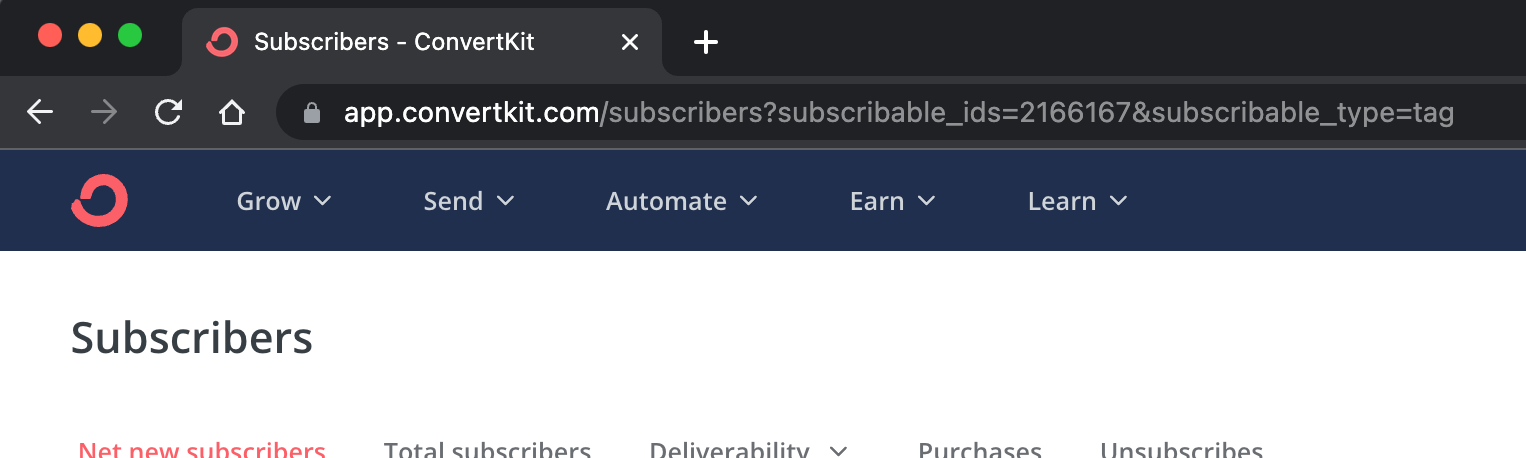 Subscribers - ConvertKit
app.convertkit.com/subscribers?subscribable_ids=2166167&subscribable_type=tag
Grow Send Automate Earn Learn
Subscribers
Net new subscribers Total subscribers Deliverability Purchases Unsubscribes